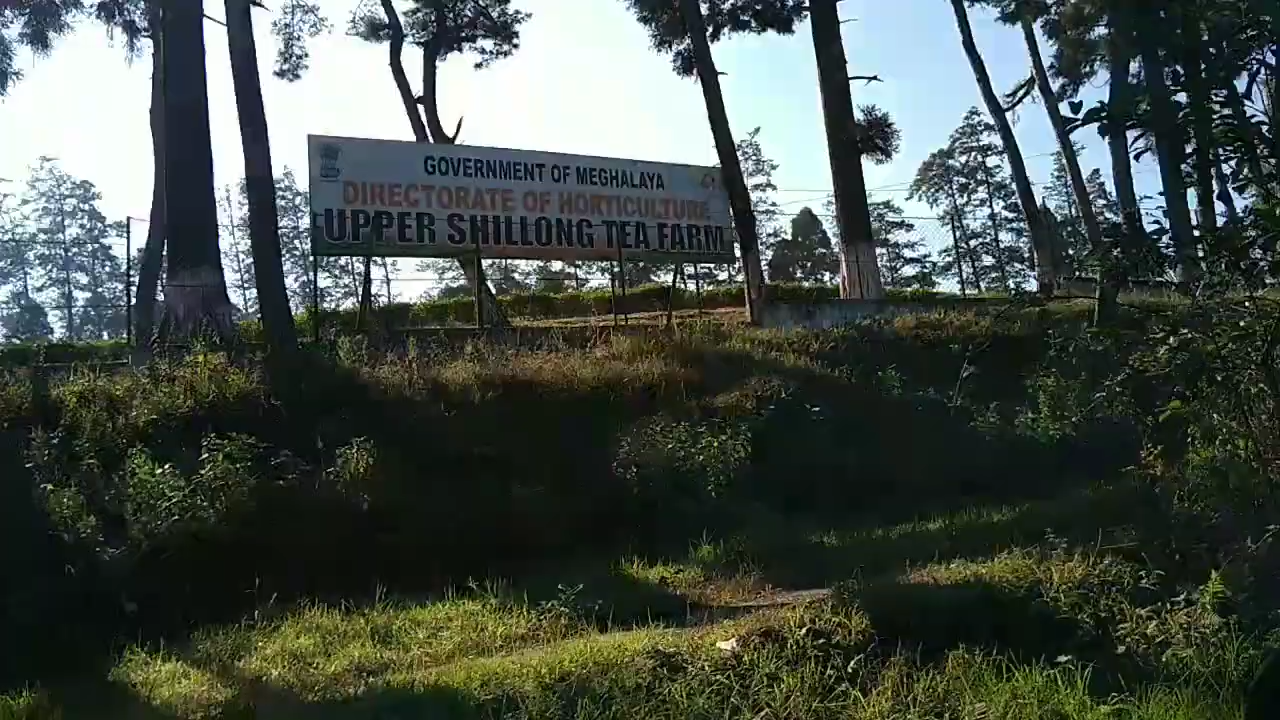 GOVERNMENT OF MEGHALAYA
DIRECTORATE OF HORTICULTURE
UPPER SHILLONG TEA FARM